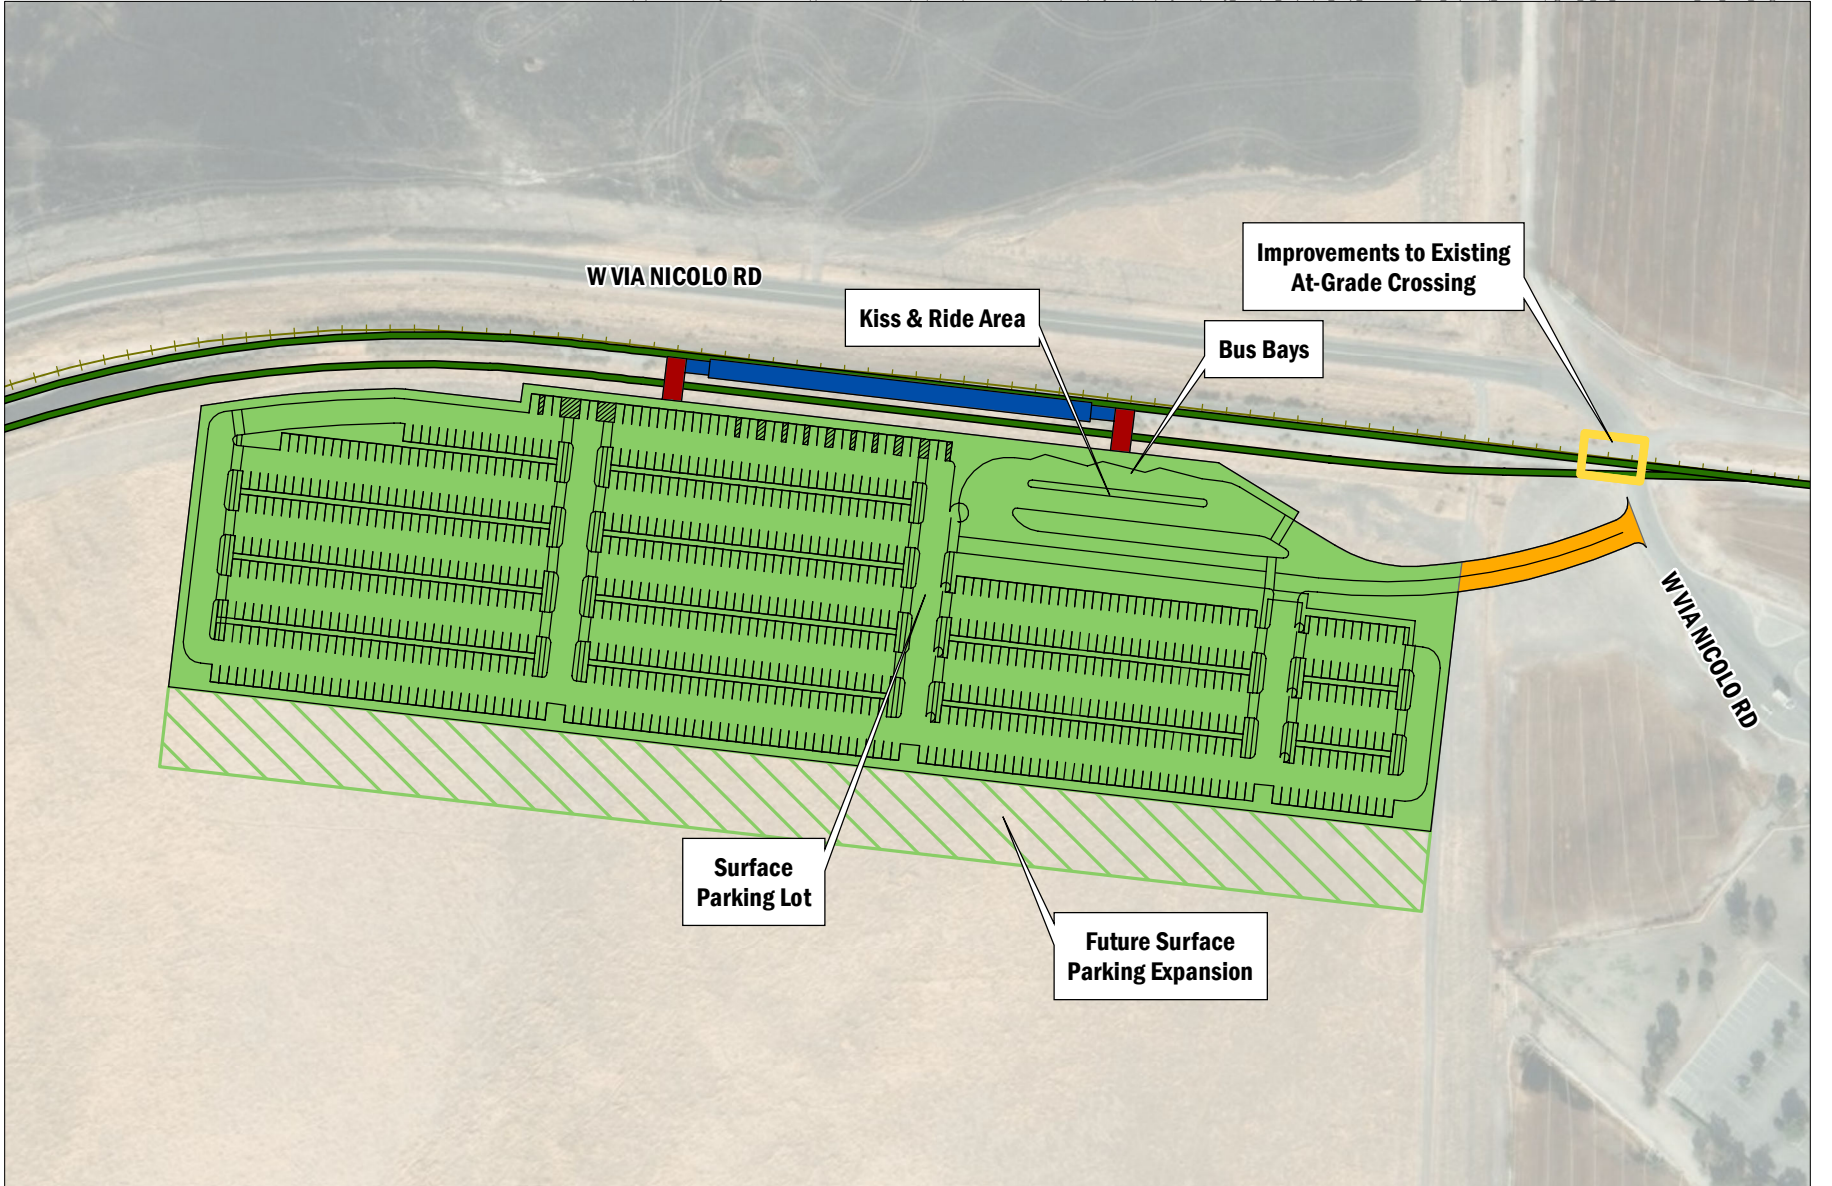 W VIA NICOLO RD
Improvements to Existing
At-Grade Crossing
Kiss & Ride Area
Bus Bays
W VIA NICOLO RD
Surface
Parking Lot
Future Surface
Parking Expansion